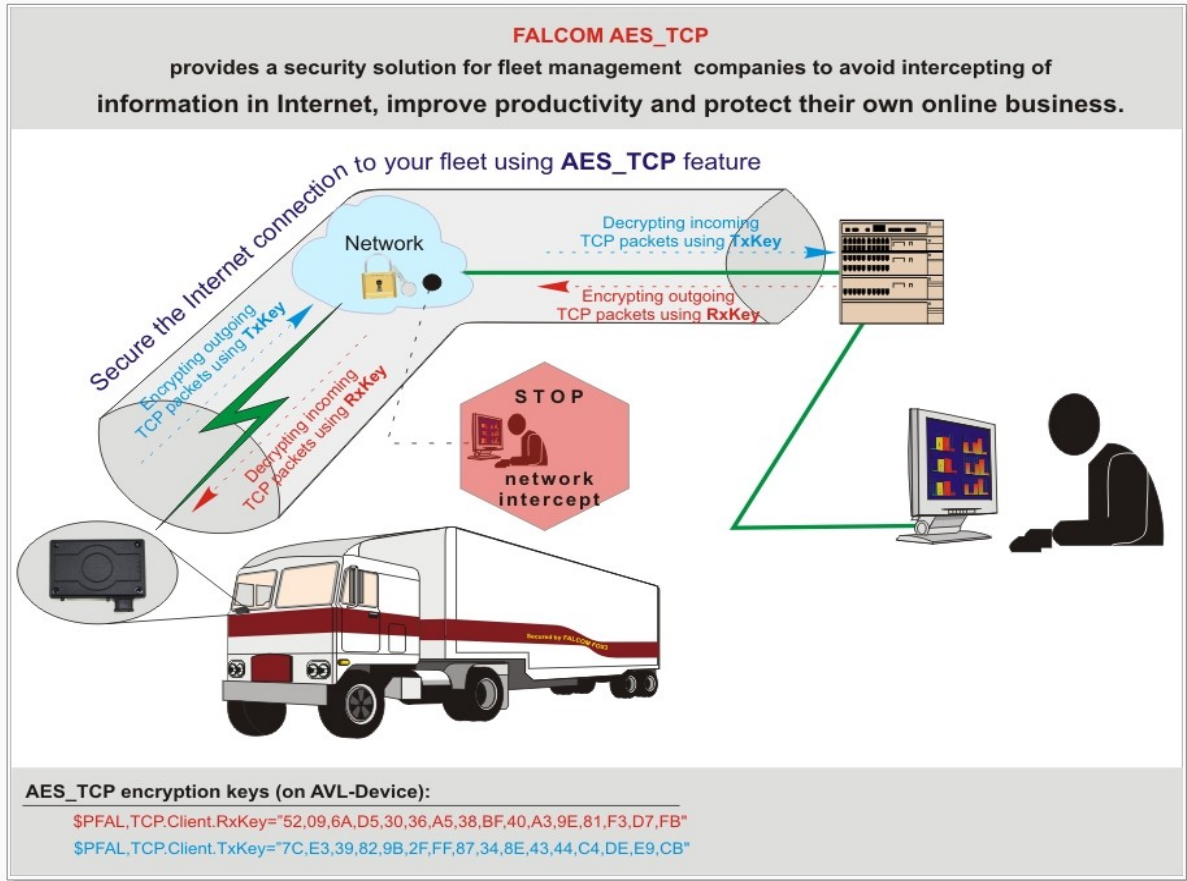 FALCOM AES_TCP
provides a security solution for fleet management companies to avoid intercepting of
information in Internet, improve productivity and protect their own online business.
Secure the Internet connection to your fleet using AES_TCP feature
Network
Decrypting incoming
TCP packets using TxKey
Encrypting outgoing
TCP packets using RxKey
Encrypting outgoing
TCP packets using TxKey
Decrypting incoming
TCP packets using RxKey
STOP
network
intercept
Secured by FALCOM FOX3
AES_TCP encryption keys (on AVL-Device):
$PFAL,TCP.Client.RxKey="52,09,6A,D5,30,36,A5,38,BF,40,A3,9E,81,F3,D7,FB"
$PFAL,TCP.Client.TxKey="7C,E3,39,82,9B,2F,FF,87,34,8E,43,44,C4,DE,E9,CB"